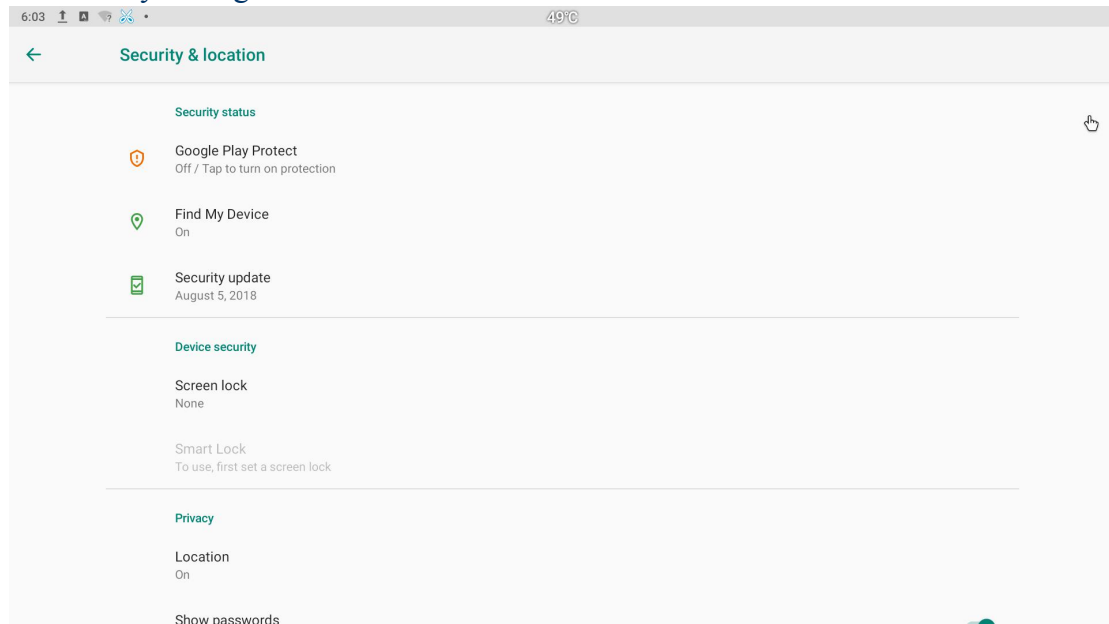 6:03 49°C
Security & location
Security status
Google Play Protect
Off / Tap to turn on protection
Find My Device
On
Security update
August 5, 2018
Device security
Screen lock
None
Smart Lock
To use, first set a screen lock
Privacy
Location
On
Show passwords